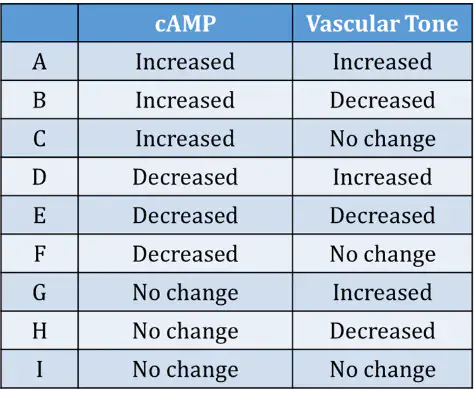 cAMP Vascular Tone
A Increased Increased
B Increased Decreased
C Increased No change
D Decreased Increased
E Decreased Decreased
F Decreased No change
G No change Increased
H No change Decreased
I No change No change